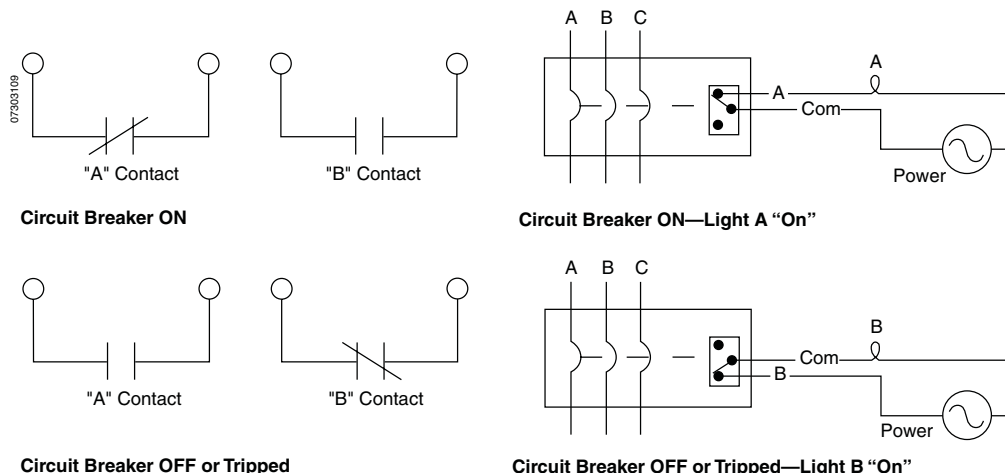 07303109
"A" Contact
"B" Contact
Circuit Breaker ON
A B C
A
A
Com
Power
Circuit Breaker ON—Light A “On”
"A" Contact
"B" Contact
Circuit Breaker OFF or Tripped
A B C
B
Com
B
Power
Circuit Breaker OFF or Tripped—Light B “On”